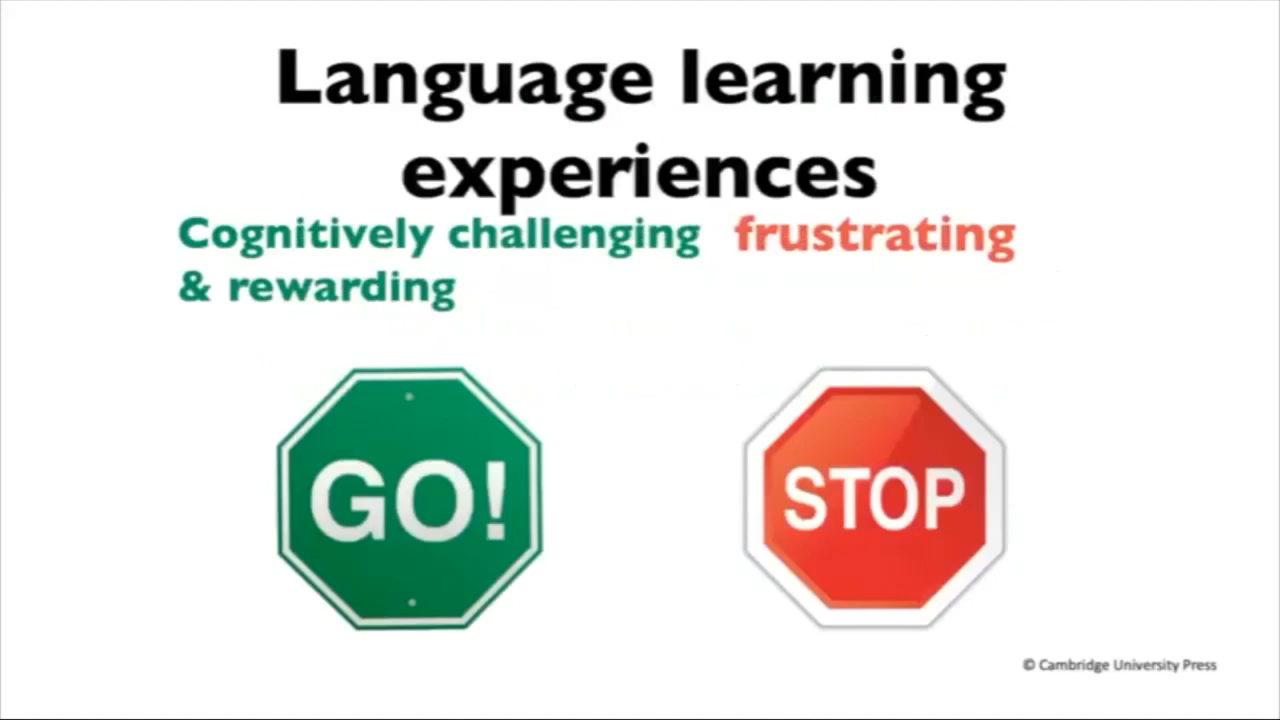 Language learning
experiences
Cognitively challenging
& rewarding
frustrating
GO!
STOP
© Cambridge University Press